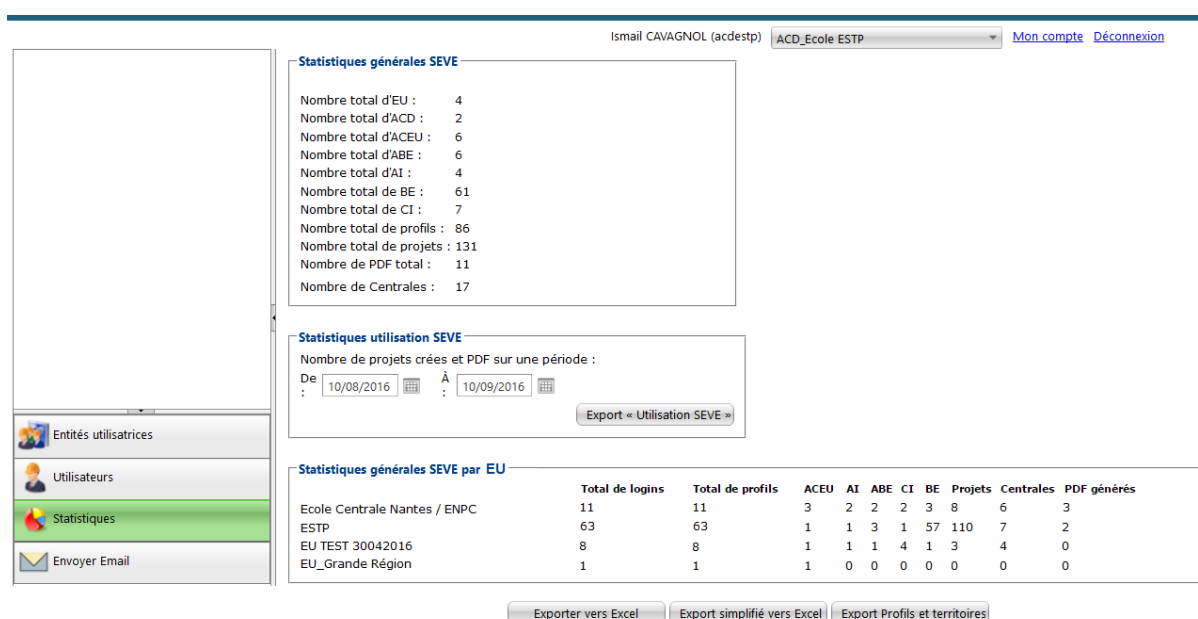 Ismail CAVAGNOL (acdestp) ACD_Ecole ESTP Mon compte Déconnexion
Statistiques générales SEVE
Nombre total d'EU : 4
Nombre total d'ACD : 2
Nombre total d'ACEU : 6
Nombre total d'ABE : 6
Nombre total d'AI : 4
Nombre total de BE : 61
Nombre total de CI : 7
Nombre total de profils : 86
Nombre total de projets : 131
Nombre de PDF total : 11
Nombre de Centrales : 17
Statistiques utilisation SEVE
Nombre de projets crées et PDF sur une période :
De : 10/08/2016 À : 10/09/2016
Export « Utilisation SEVE »
Entités utilisatrices
Utilisateurs
Statistiques
Envoyer Email
Statistiques générales SEVE par EU
Total de logins Total de profils ACEU AI ABE CI BE Projets Centrales PDF générés
Ecole Centrale Nantes / ENPC 11 11 3 2 2 2 3 8 6 3
ESTP 63 63 1 1 3 1 57 110 7 2
EU TEST 30042016 8 8 1 1 1 4 1 3 4 0
EU_Grande Région 1 1 1 0 0 0 0 0 0 0
Exporter vers Excel Export simplifié vers Excel Export Profils et territoires